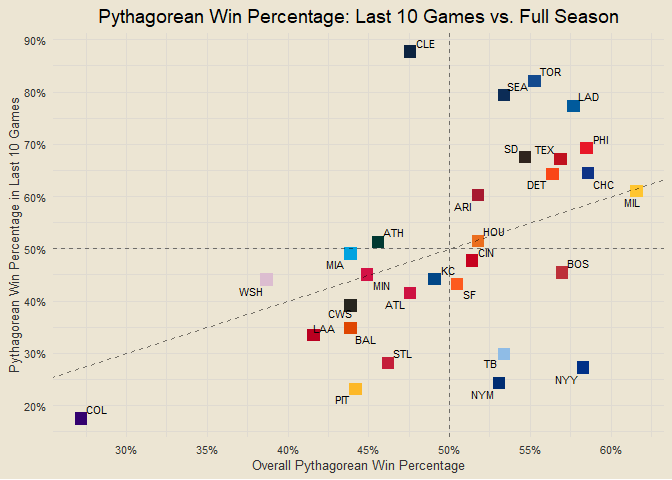 Pythagorean Win Percentage: Last 10 Games vs. Full Season
90%
80%
70%
60%
50%
40%
30%
20%
Pythagorean Win Percentage in Last 10 Games
CLE
TOR
SEA
LAD
PHI
SD
TEX
DET
CHC
MIL
ARI
HOU
ATH
CIN
MIA
BOS
KC
WSH
MIN
SF
ATL
CWS
LAA
BAL
STL
TB
NYY
NYM
PIT
COL
30%
35%
40%
45%
50%
55%
60%
Overall Pythagorean Win Percentage